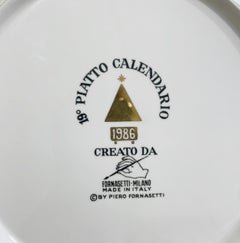 19° PIATTO CALENDARIO
1986
CREATO DA
FORNASETTI-MILANO
MADE IN ITALY
© BY PIERO FORNASETTI